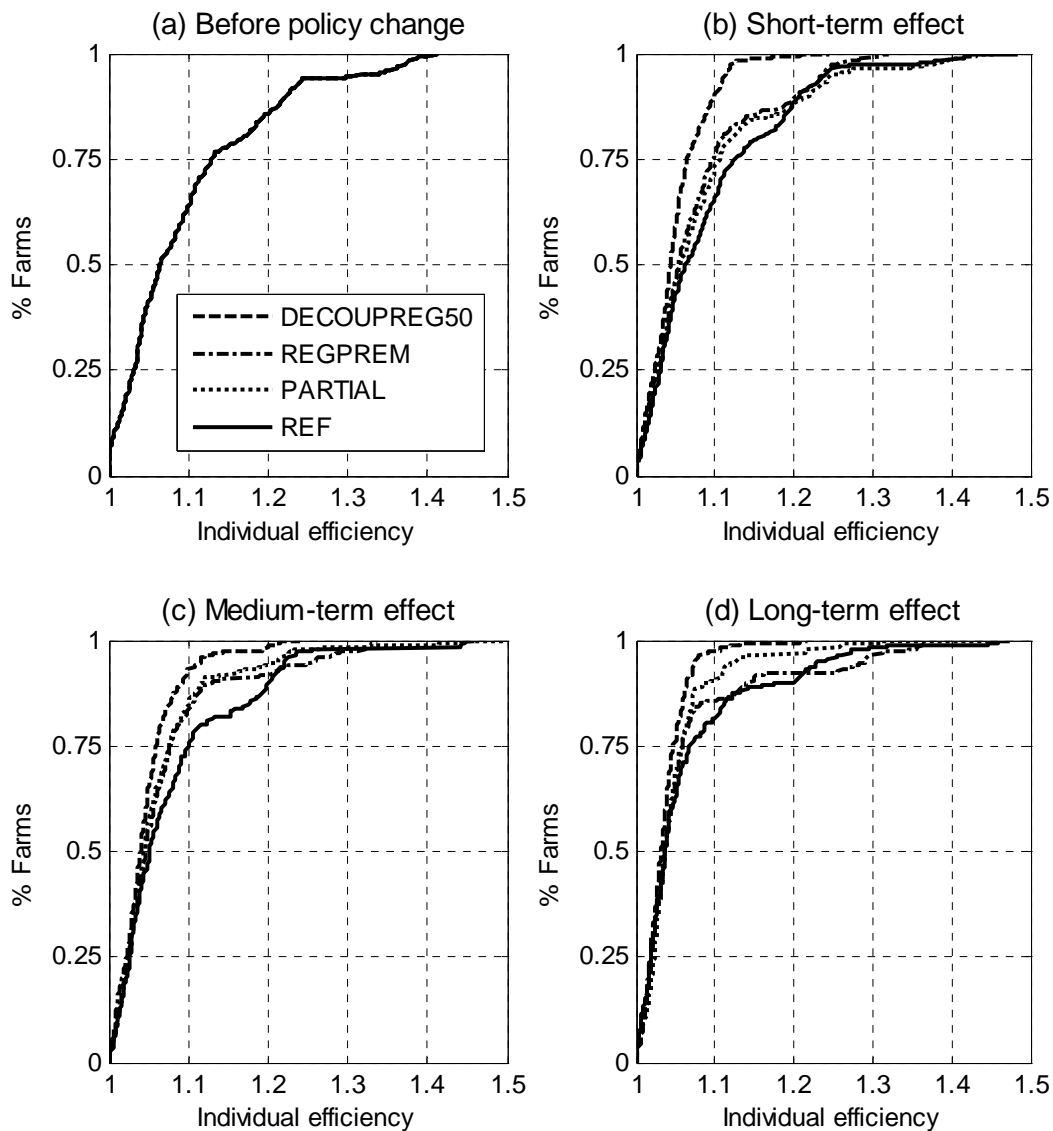 (a) Before policy change
1
0.75
0.5
0.25
0
% Farms
DECOUPREG50
REGPREM
PARTIAL
REF
1 1.1 1.2 1.3 1.4 1.5
Individual efficiency
(b) Short-term effect
1
0.75
0.5
0.25
0
% Farms
1 1.1 1.2 1.3 1.4 1.5
Individual efficiency
(c) Medium-term effect
1
0.75
0.5
0.25
0
% Farms
1 1.1 1.2 1.3 1.4 1.5
Individual efficiency
(d) Long-term effect
1
0.75
0.5
0.25
0
% Farms
1 1.1 1.2 1.3 1.4 1.5
Individual efficiency